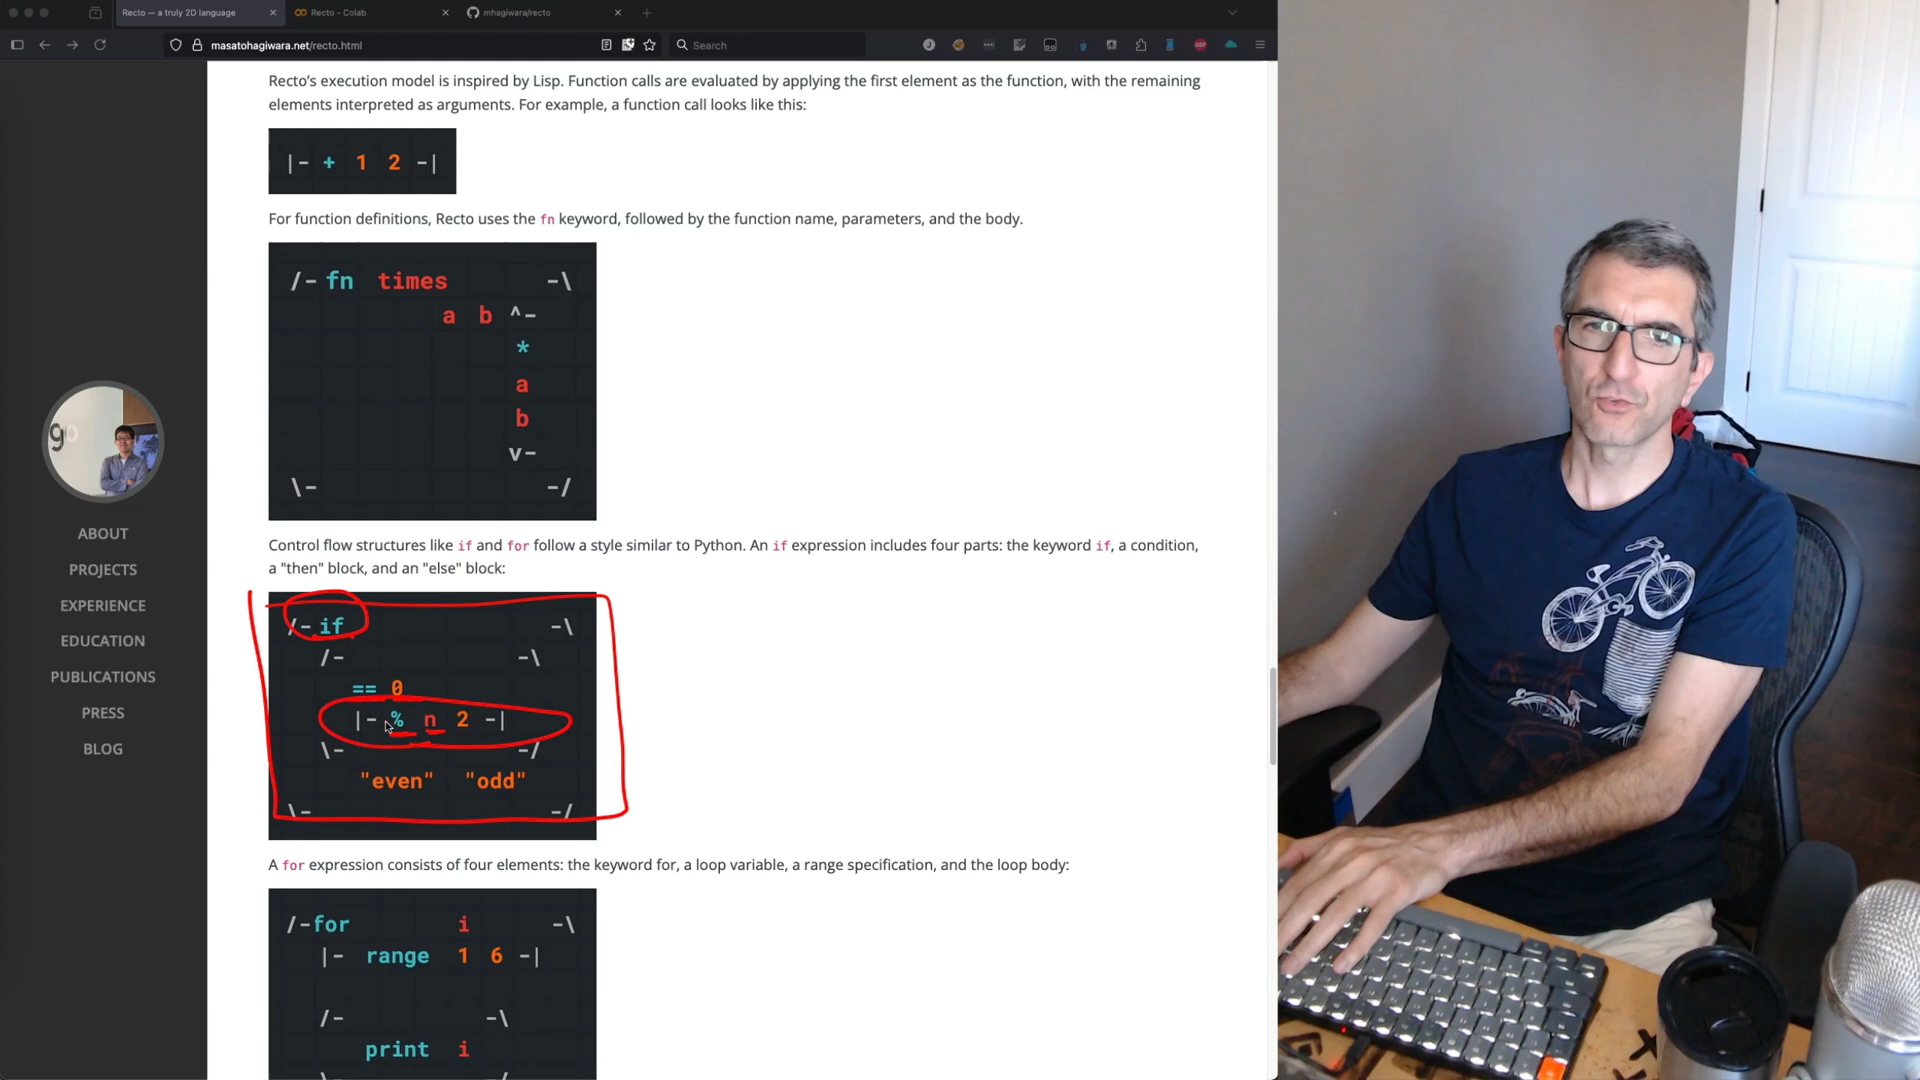 Recto — a truly 2D language
Recto - Colab
mhagiwara/recto
masatohagiwara.net/recto.html
Search
Recto’s execution model is inspired by Lisp. Function calls are evaluated by applying the first element as the function, with the remaining
elements interpreted as arguments. For example, a function call looks like this:
|- + 1 2 -|
For function definitions, Recto uses the fn keyword, followed by the function name, parameters, and the body.
/- fn times -\
a b ^-
*
a
b
v-
\- -/
Control flow structures like if and for follow a style similar to Python. An if expression includes four parts: the keyword if, a condition,
a "then" block, and an "else" block:
/- if -\
/- -\
== 0
|- % n 2 -|
\- -/
"even" "odd"
\- -/
A for expression consists of four elements: the keyword for, a loop variable, a range specification, and the loop body:
/-for i -\
|- range 1 6 -|
/- -\
print i
ABOUT
PROJECTS
EXPERIENCE
EDUCATION
PUBLICATIONS
PRESS
BLOG
go